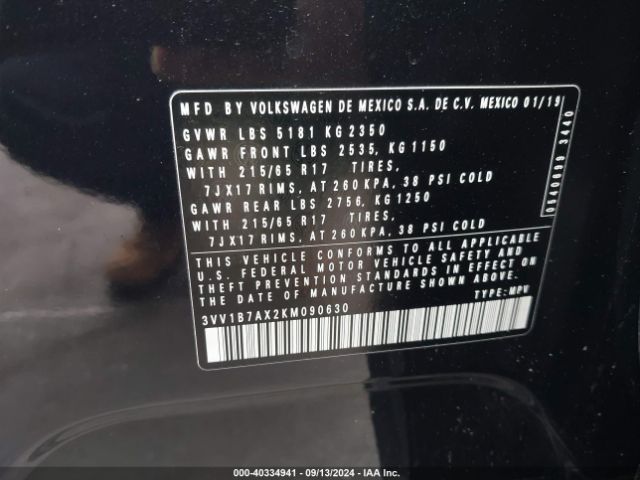 MFD BY VOLKSWAGEN DE MEXICO S.A. DE C.V. MEXICO 01/19
GVWR LBS 5181 KG 2350
GAWR FRONT LBS 2535, KG 1150
WITH 215/65 R17 TIRES,
7JX17 RIMS, AT 260 KPA, 38 PSI COLD
GAWR REAR LBS 2756, KG 1250
WITH 215/65 R17 TIRES,
7JX17 RIMS, AT 260 KPA, 38 PSI COLD
THIS VEHICLE CONFORMS TO ALL APPLICABLE
U.S. FEDERAL MOTOR VEHICLE SAFETY AND
THEFT PREVENTION STANDARDS IN EFFECT ON
THE DATE OF MANUFACTURE SHOWN ABOVE.
3VV1B7AX2KM090630
TYPE: MPV
3440
000-40334941 - 09/13/2024 - IAAI.COM